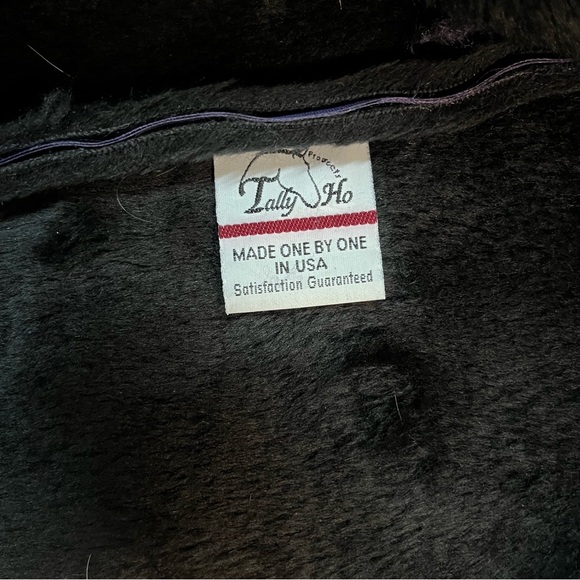 Products
Tally Ho
MADE ONE BY ONE
IN USA
Satisfaction Guaranteed